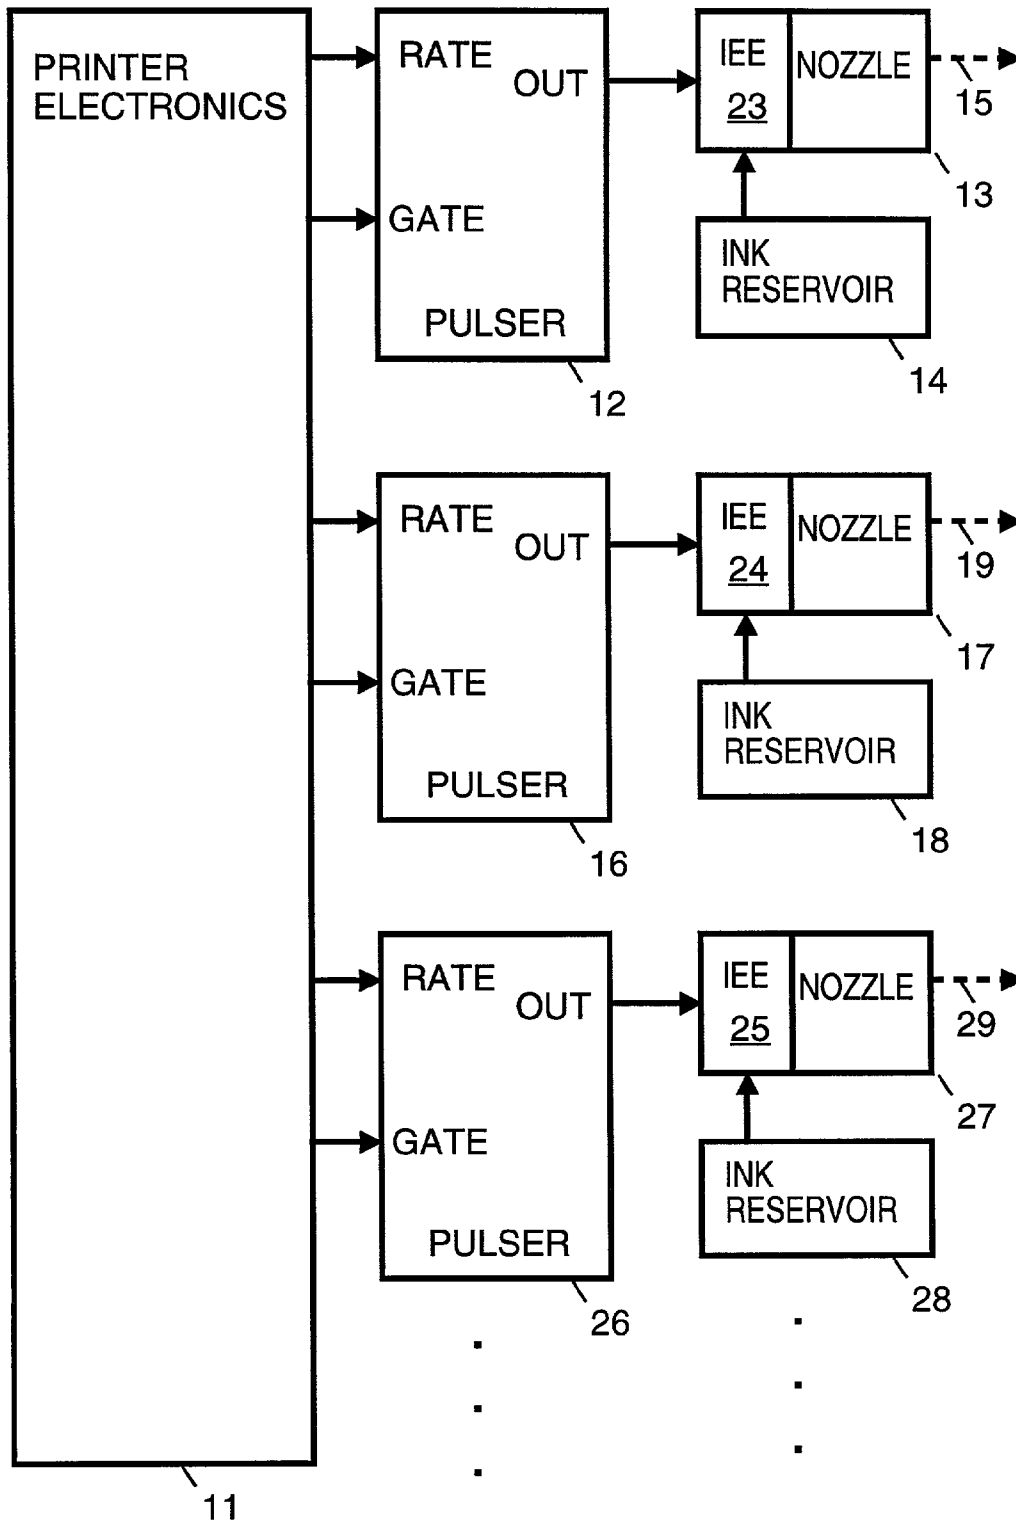 PRINTER
ELECTRONICS
RATE
OUT
GATE
PULSER
12
IEE
23
NOZZLE
15
13
INK
RESERVOIR
14
RATE
OUT
GATE
PULSER
16
IEE
24
NOZZLE
19
17
INK
RESERVOIR
18
RATE
OUT
GATE
PULSER
26
IEE
25
NOZZLE
29
27
INK
RESERVOIR
28
11